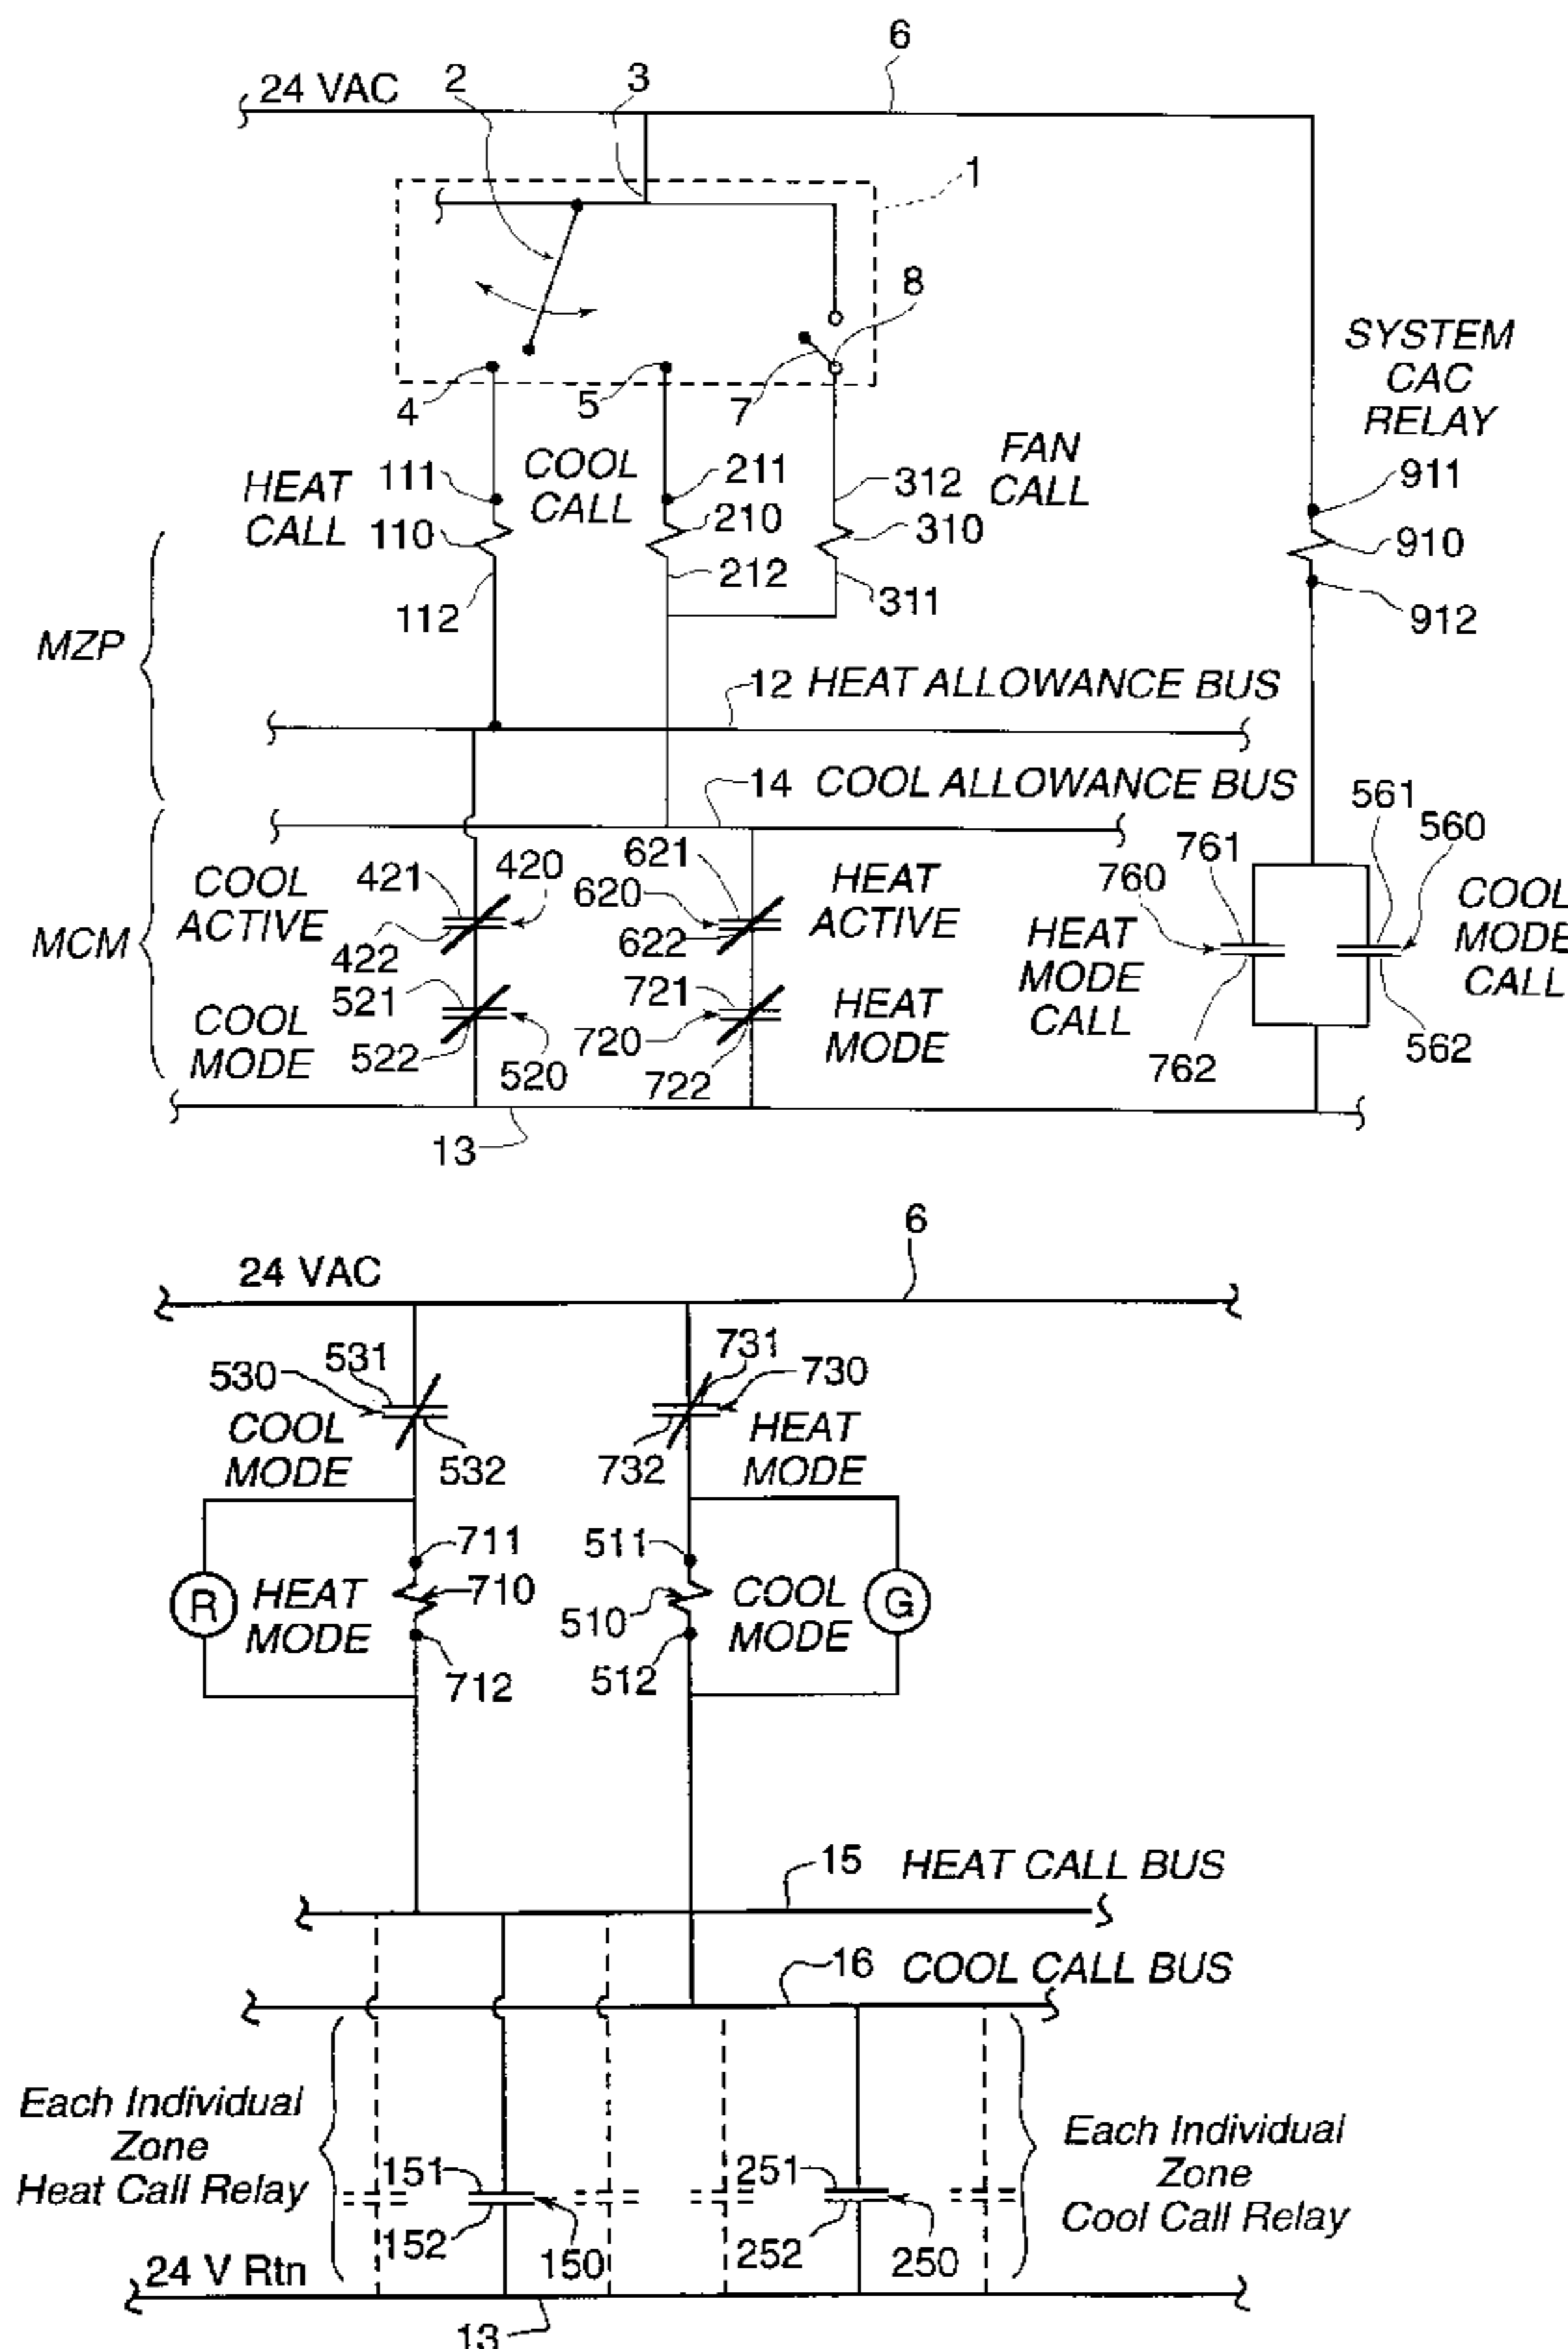 6
24 VAC
2
3
1
8
SYSTEM
CAC
RELAY
4
5
7
HEAT
CALL
111
COOL
CALL
211
312
FAN
CALL
911
110
210
310
910
112
212
311
912
MZP
12 HEAT ALLOWANCE BUS
14 COOL ALLOWANCE BUS
MCM
COOL
ACTIVE
421
420
422
621
620
622
HEAT
ACTIVE
761
760
561
560
COOL
MODE
CALL
HEAT
MODE
CALL
762
562
COOL
MODE
521
522
520
721
720
722
HEAT
MODE
13
6
24 VAC
531
530
COOL
MODE
532
731
730
732
HEAT
MODE
711
511
R
HEAT
MODE
710
510
COOL
MODE
G
712
512
15 HEAT CALL BUS
16 COOL CALL BUS
Each Individual
Zone
Heat Call Relay
151
152
150
251
252
250
Each Individual
Zone
Cool Call Relay
24 V Rtn
13